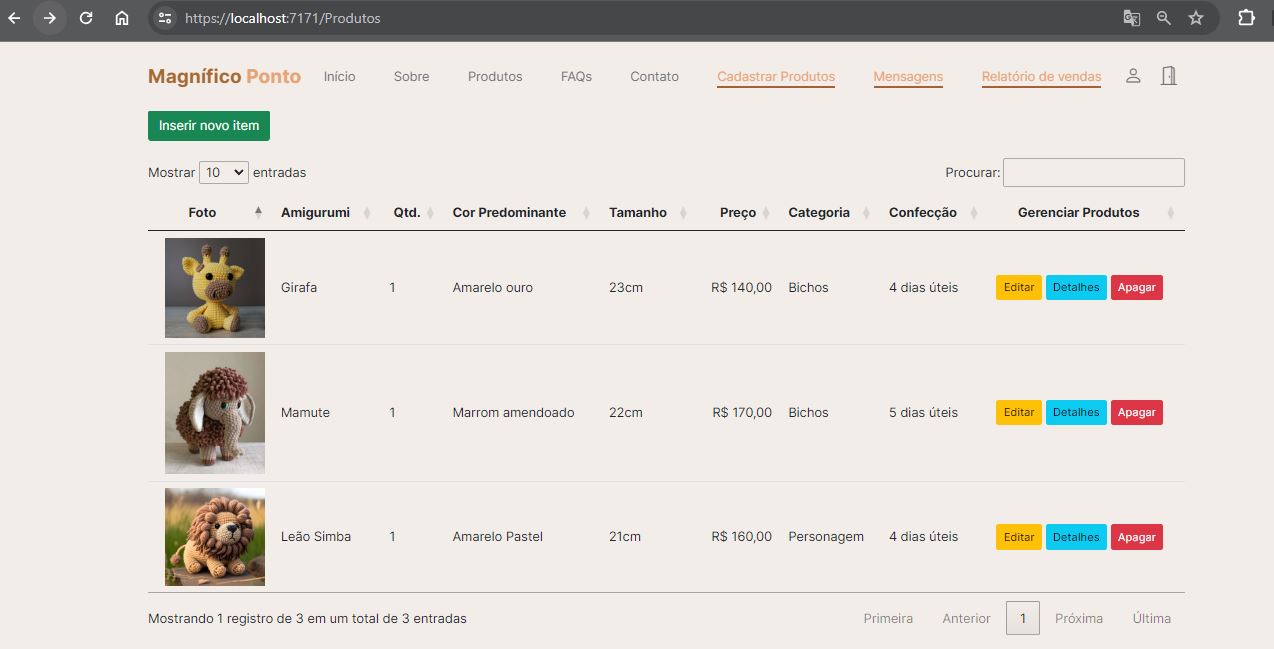 https://localhost:7171/Produtos
Magnífico Ponto Início Sobre Produtos FAQs Contato Cadastrar Produtos Mensagens Relatório de vendas
Inserir novo item
Mostrar 10 entradas Procurar:
Foto Amigurumi Qtd. Cor Predominante Tamanho Preço Categoria Confecção Gerenciar Produtos
Girafa 1 Amarelo ouro 23cm R$ 140,00 Bichos 4 dias úteis Editar Detalhes Apagar
Mamute 1 Marrom amendoado 22cm R$ 170,00 Bichos 5 dias úteis Editar Detalhes Apagar
Leão Simba 1 Amarelo Pastel 21cm R$ 160,00 Personagem 4 dias úteis Editar Detalhes Apagar
Mostrando 1 registro de 3 em um total de 3 entradas Primeira Anterior 1 Próxima Última